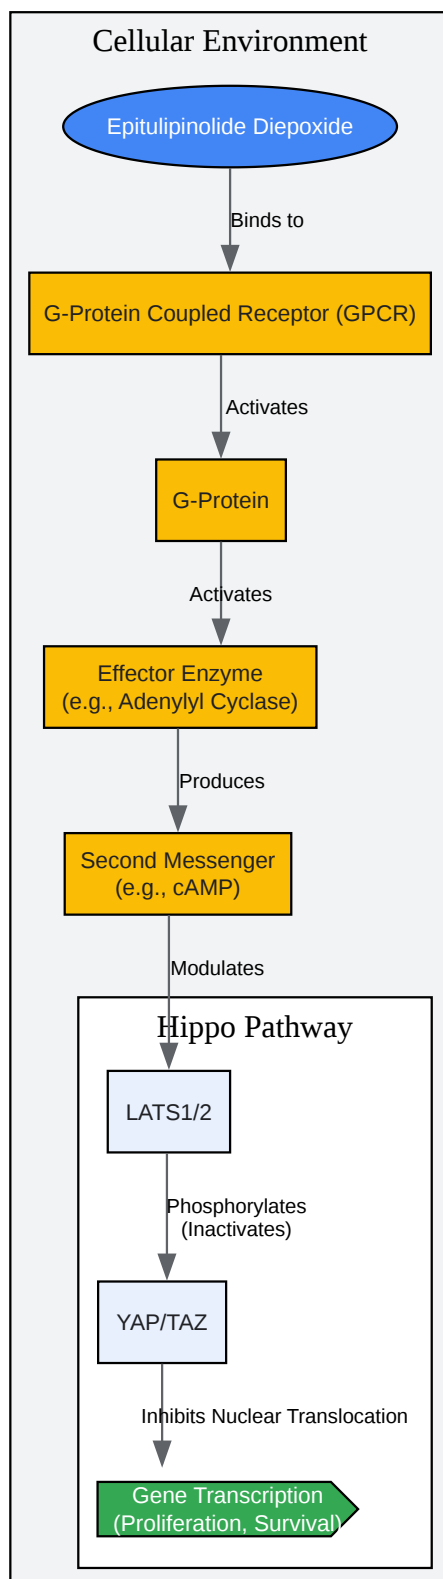 Cellular Environment
Epitulipinolide Diepoxide
Binds to
G-Protein Coupled Receptor (GPCR)
Activates
G-Protein
Activates
Effector Enzyme
(e.g., Adenylyl Cyclase)
Produces
Second Messenger
(e.g., cAMP)
Modulates
Hippo Pathway
LATS1/2
Phosphorylates
(Inactivates)
YAP/TAZ
Inhibits Nuclear Translocation
Gene Transcription
(Proliferation, Survival)